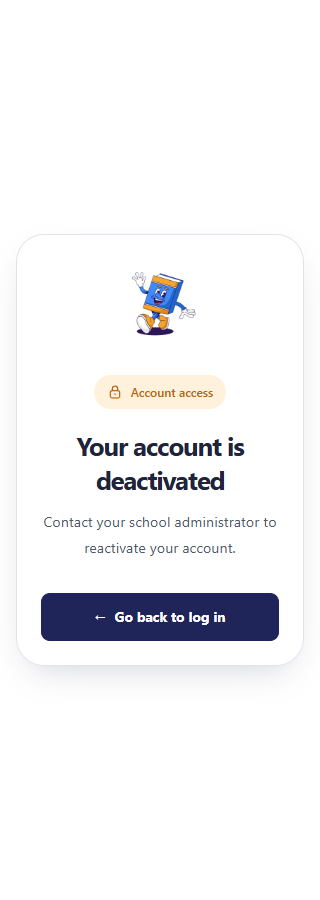 Account access
Your account is
deactivated
Contact your school administrator to
reactivate your account.
← Go back to log in